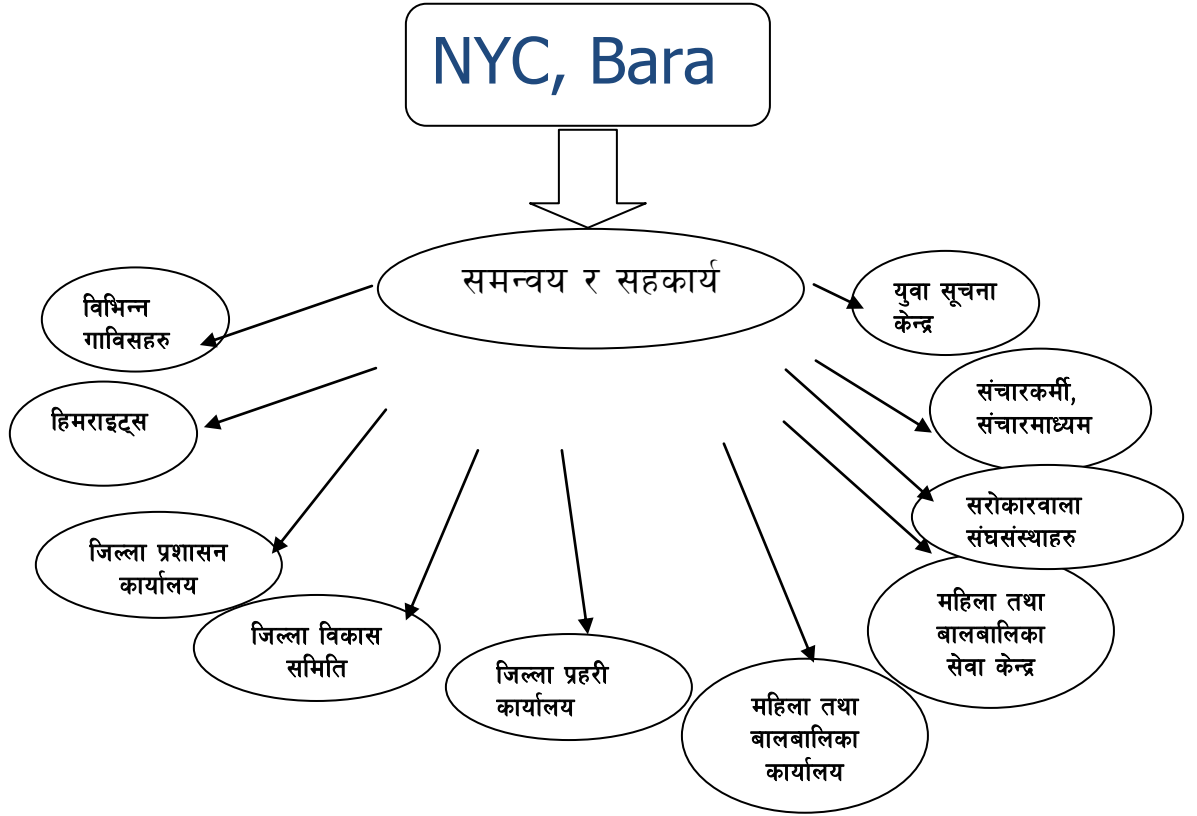 NYC, Bara
समन्वय र सहकार्य
विभिन्न
गाविसहरु
हिमराइट्स
जिल्ला प्रशासन
कार्यालय
जिल्ला विकास
समिति
जिल्ला प्रहरी
कार्यालय
महिला तथा
बालबालिका
कार्यालय
महिला तथा
बालबालिका
सेवा केन्द्र
सरोकारवाला
संघसंस्थाहरु
संचारकर्मी,
संचारमाध्यम
युवा सूचना
केन्द्र